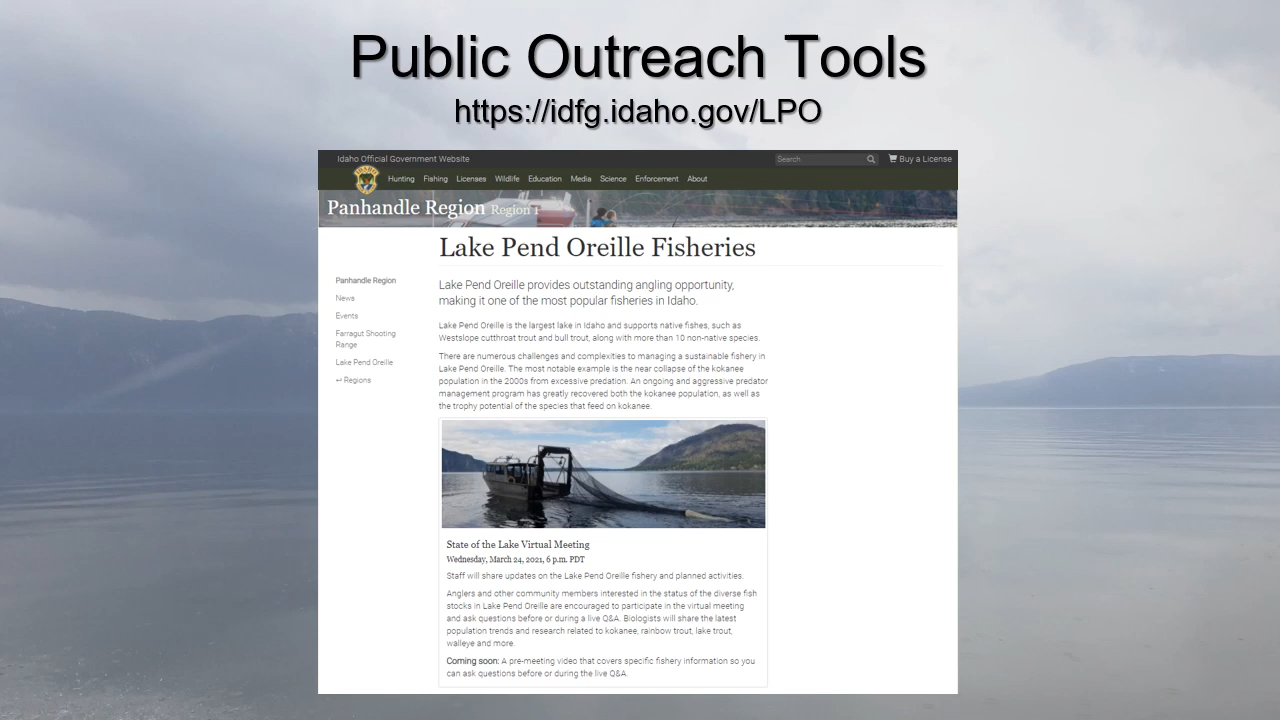 Public Outreach Tools
https://idfg.idaho.gov/LPO
Idaho Official Government Website
Search
Buy a License
Hunting Fishing Licenses Wildlife Education Media Science Enforcement About
Panhandle Region Region 1
Lake Pend Oreille Fisheries
Panhandle Region
News
Events
Farragut Shooting
Range
Lake Pend Oreille
↩ Regions
Lake Pend Oreille provides outstanding angling opportunity,
making it one of the most popular fisheries in Idaho.
Lake Pend Oreille is the largest lake in Idaho and supports native fishes, such as
Westslope cutthroat trout and bull trout, along with more than 10 non-native species.
There are numerous challenges and complexities to managing a sustainable fishery in
Lake Pend Oreille. The most notable example is the near collapse of the kokanee
population in the 2000s from excessive predation. An ongoing and aggressive predator
management program has greatly recovered both the kokanee population, as well as
the trophy potential of the species that feed on kokanee.
State of the Lake Virtual Meeting
Wednesday, March 24, 2021, 6 p.m. PDT
Staff will share updates on the Lake Pend Oreille fishery and planned activities.
Anglers and other community members interested in the status of the diverse fish
stocks in Lake Pend Oreille are encouraged to participate in the virtual meeting
and ask questions before or during a live Q&A. Biologists will share the latest
population trends and research related to kokanee, rainbow trout, lake trout,
walleye and more.
Coming soon: A pre-meeting video that covers specific fishery information so you
can ask questions before or during the live Q&A.